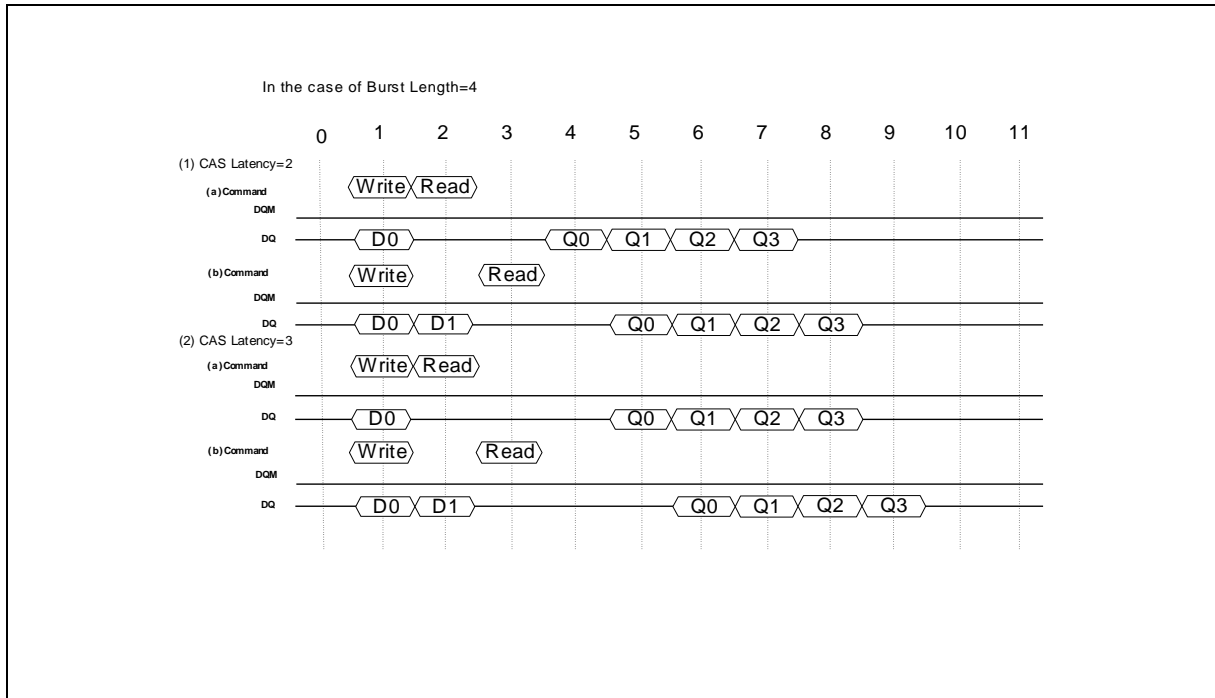 In the case of Burst Length=4
0 1 2 3 4 5 6 7 8 9 10 11
(1) CAS Latency=2
(a)Command Write Read
DQM
DQ D0 Q0 Q1 Q2 Q3
(b)Command Write Read
DQM
DQ D0 D1 Q0 Q1 Q2 Q3
(2) CAS Latency=3
(a)Command Write Read
DQM
DQ D0 Q0 Q1 Q2 Q3
(b)Command Write Read
DQM
DQ D0 D1 Q0 Q1 Q2 Q3